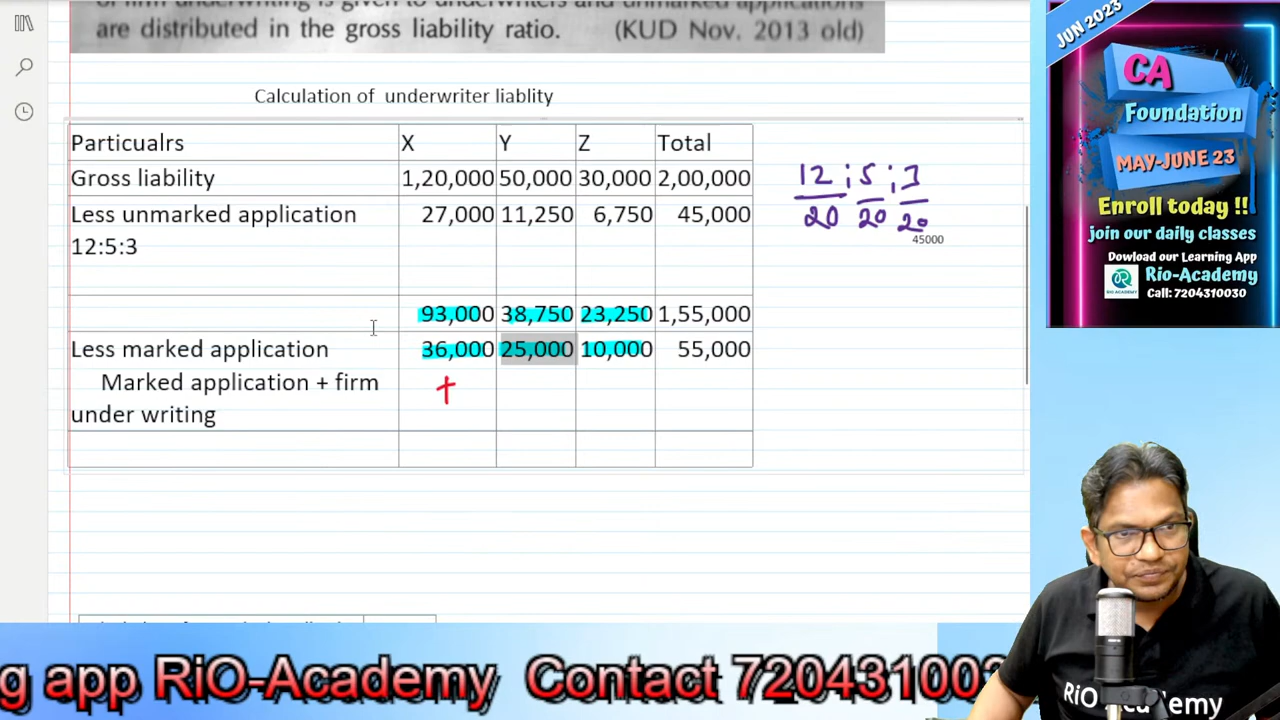 are distributed in the gross liability ratio. (KUD Nov. 2013 old)
Calculation of underwriter liablity
Particualrs X Y Z Total
Gross liability 1,20,000 50,000 30,000 2,00,000
Less unmarked application 27,000 11,250 6,750 45,000
12:5:3
93,000 38,750 23,250 1,55,000
Less marked application 36,000 25,000 10,000 55,000
Marked application + firm +
under writing
12 ; 5 ; 3
20 20 20
45000
JUN 2023
CA
Foundation
MAY-JUNE 23
Enroll today !!
join our daily classes
Dowload our Learning App
RIO ACADEMY
Rio-Academy
Call: 7204310030
g app RiO-Academy Contact 720431003